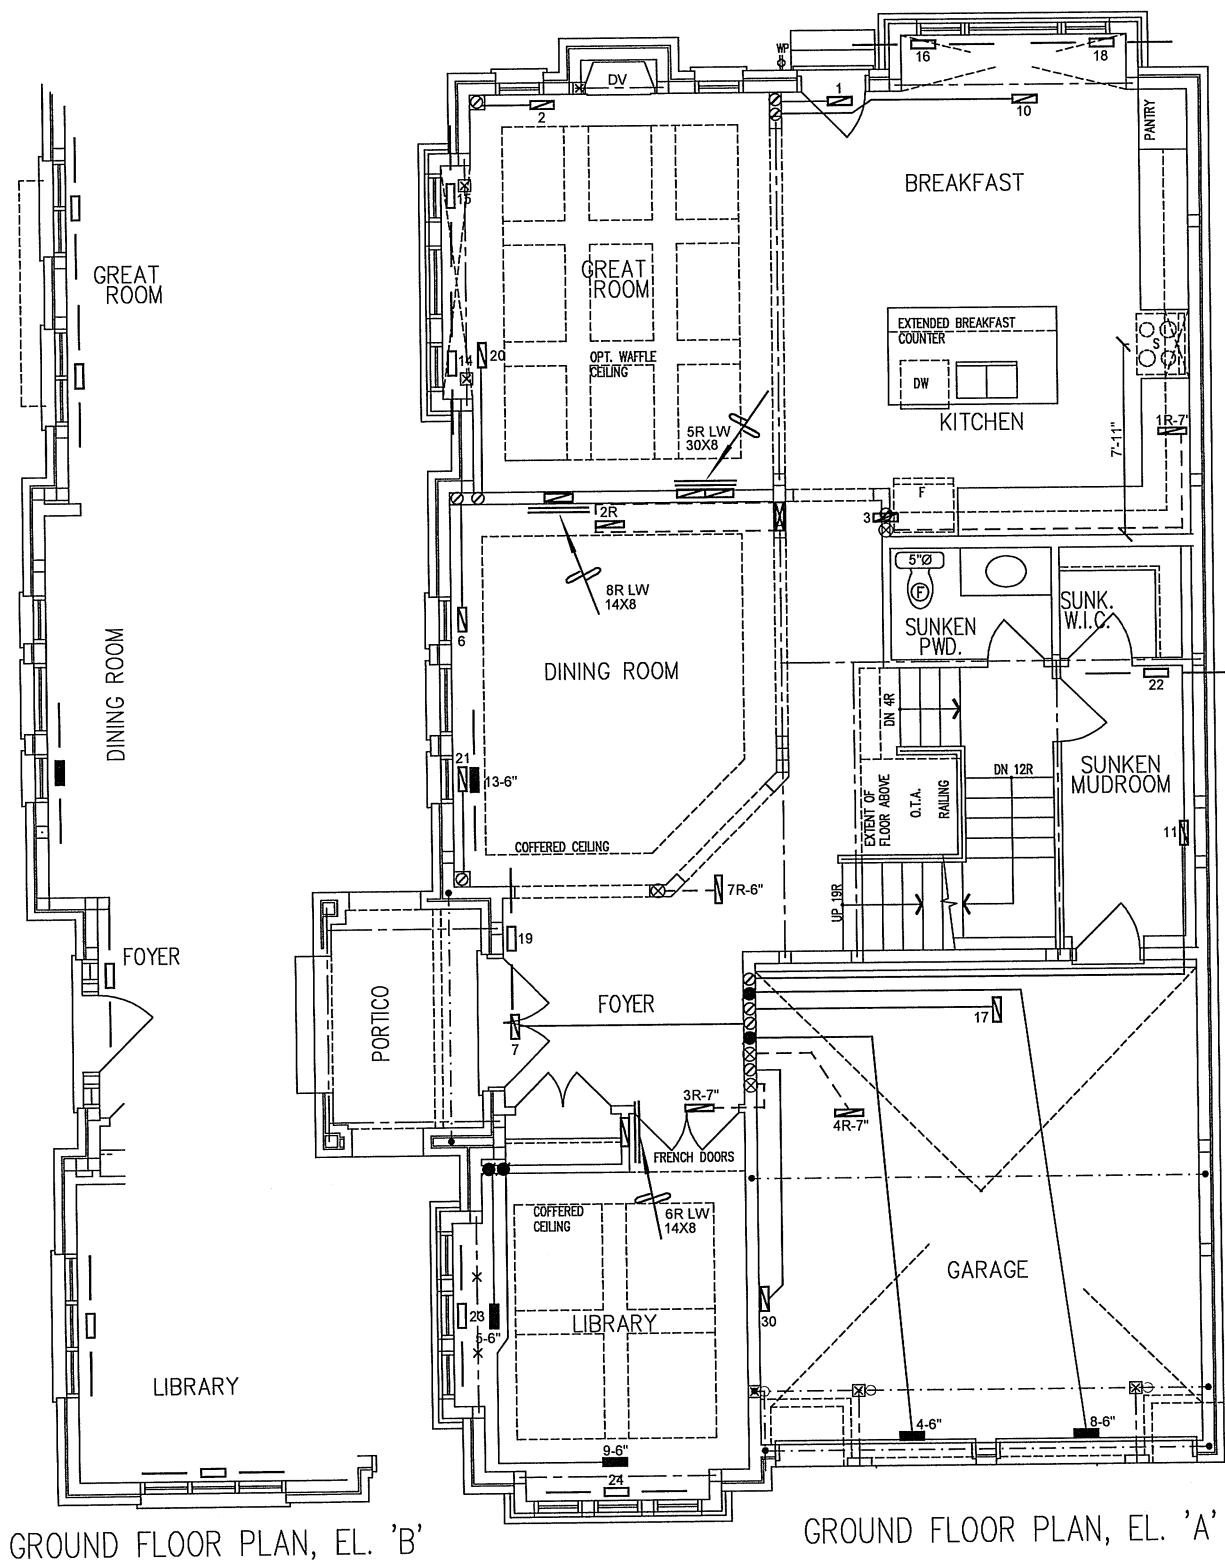 WP
16
18
DV
1
2
10
PANTRY
BREAKFAST
15
GREAT
ROOM
GREAT
ROOM
EXTENDED BREAKFAST
COUNTER
S
14
20
OPT. WAFFLE
CEILING
DW
KITCHEN
1R-7"
7'-11"
5R LW
30X8
F
2R
3
8R LW
14X8
5"Ø
F
SUNKEN
PWD.
SUNK.
W.I.C.
6
DINING ROOM
DINING ROOM
22
DN 4R
21
13-6"
DN 12R
SUNKEN
MUDROOM
EXTENT OF
FLOOR ABOVE
O.T.A.
RAILING
11
COFFERED CEILING
7R-6"
UP 19R
19
FOYER
FOYER
PORTICO
7
17
3R-7"
4R-7"
FRENCH DOORS
COFFERED
CEILING
6R LW
14X8
GARAGE
23
5-6"
LIBRARY
30
LIBRARY
9-6"
4-6"
8-6"
24
GROUND FLOOR PLAN, EL. 'B'
GROUND FLOOR PLAN, EL. 'A'